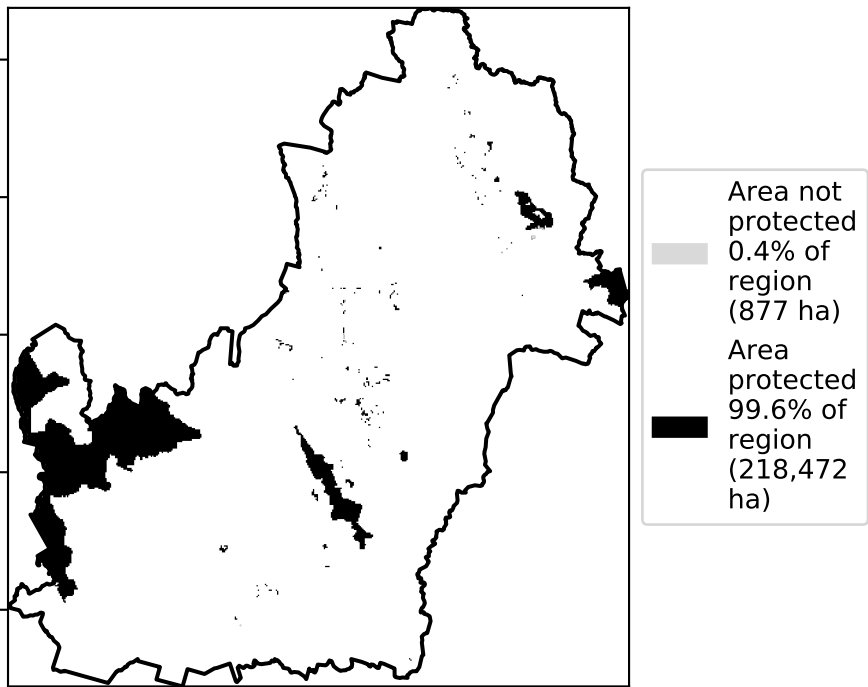 Area not
protected
0.4% of
region
(877 ha)
Area
protected
99.6% of
region
(218,472
ha)